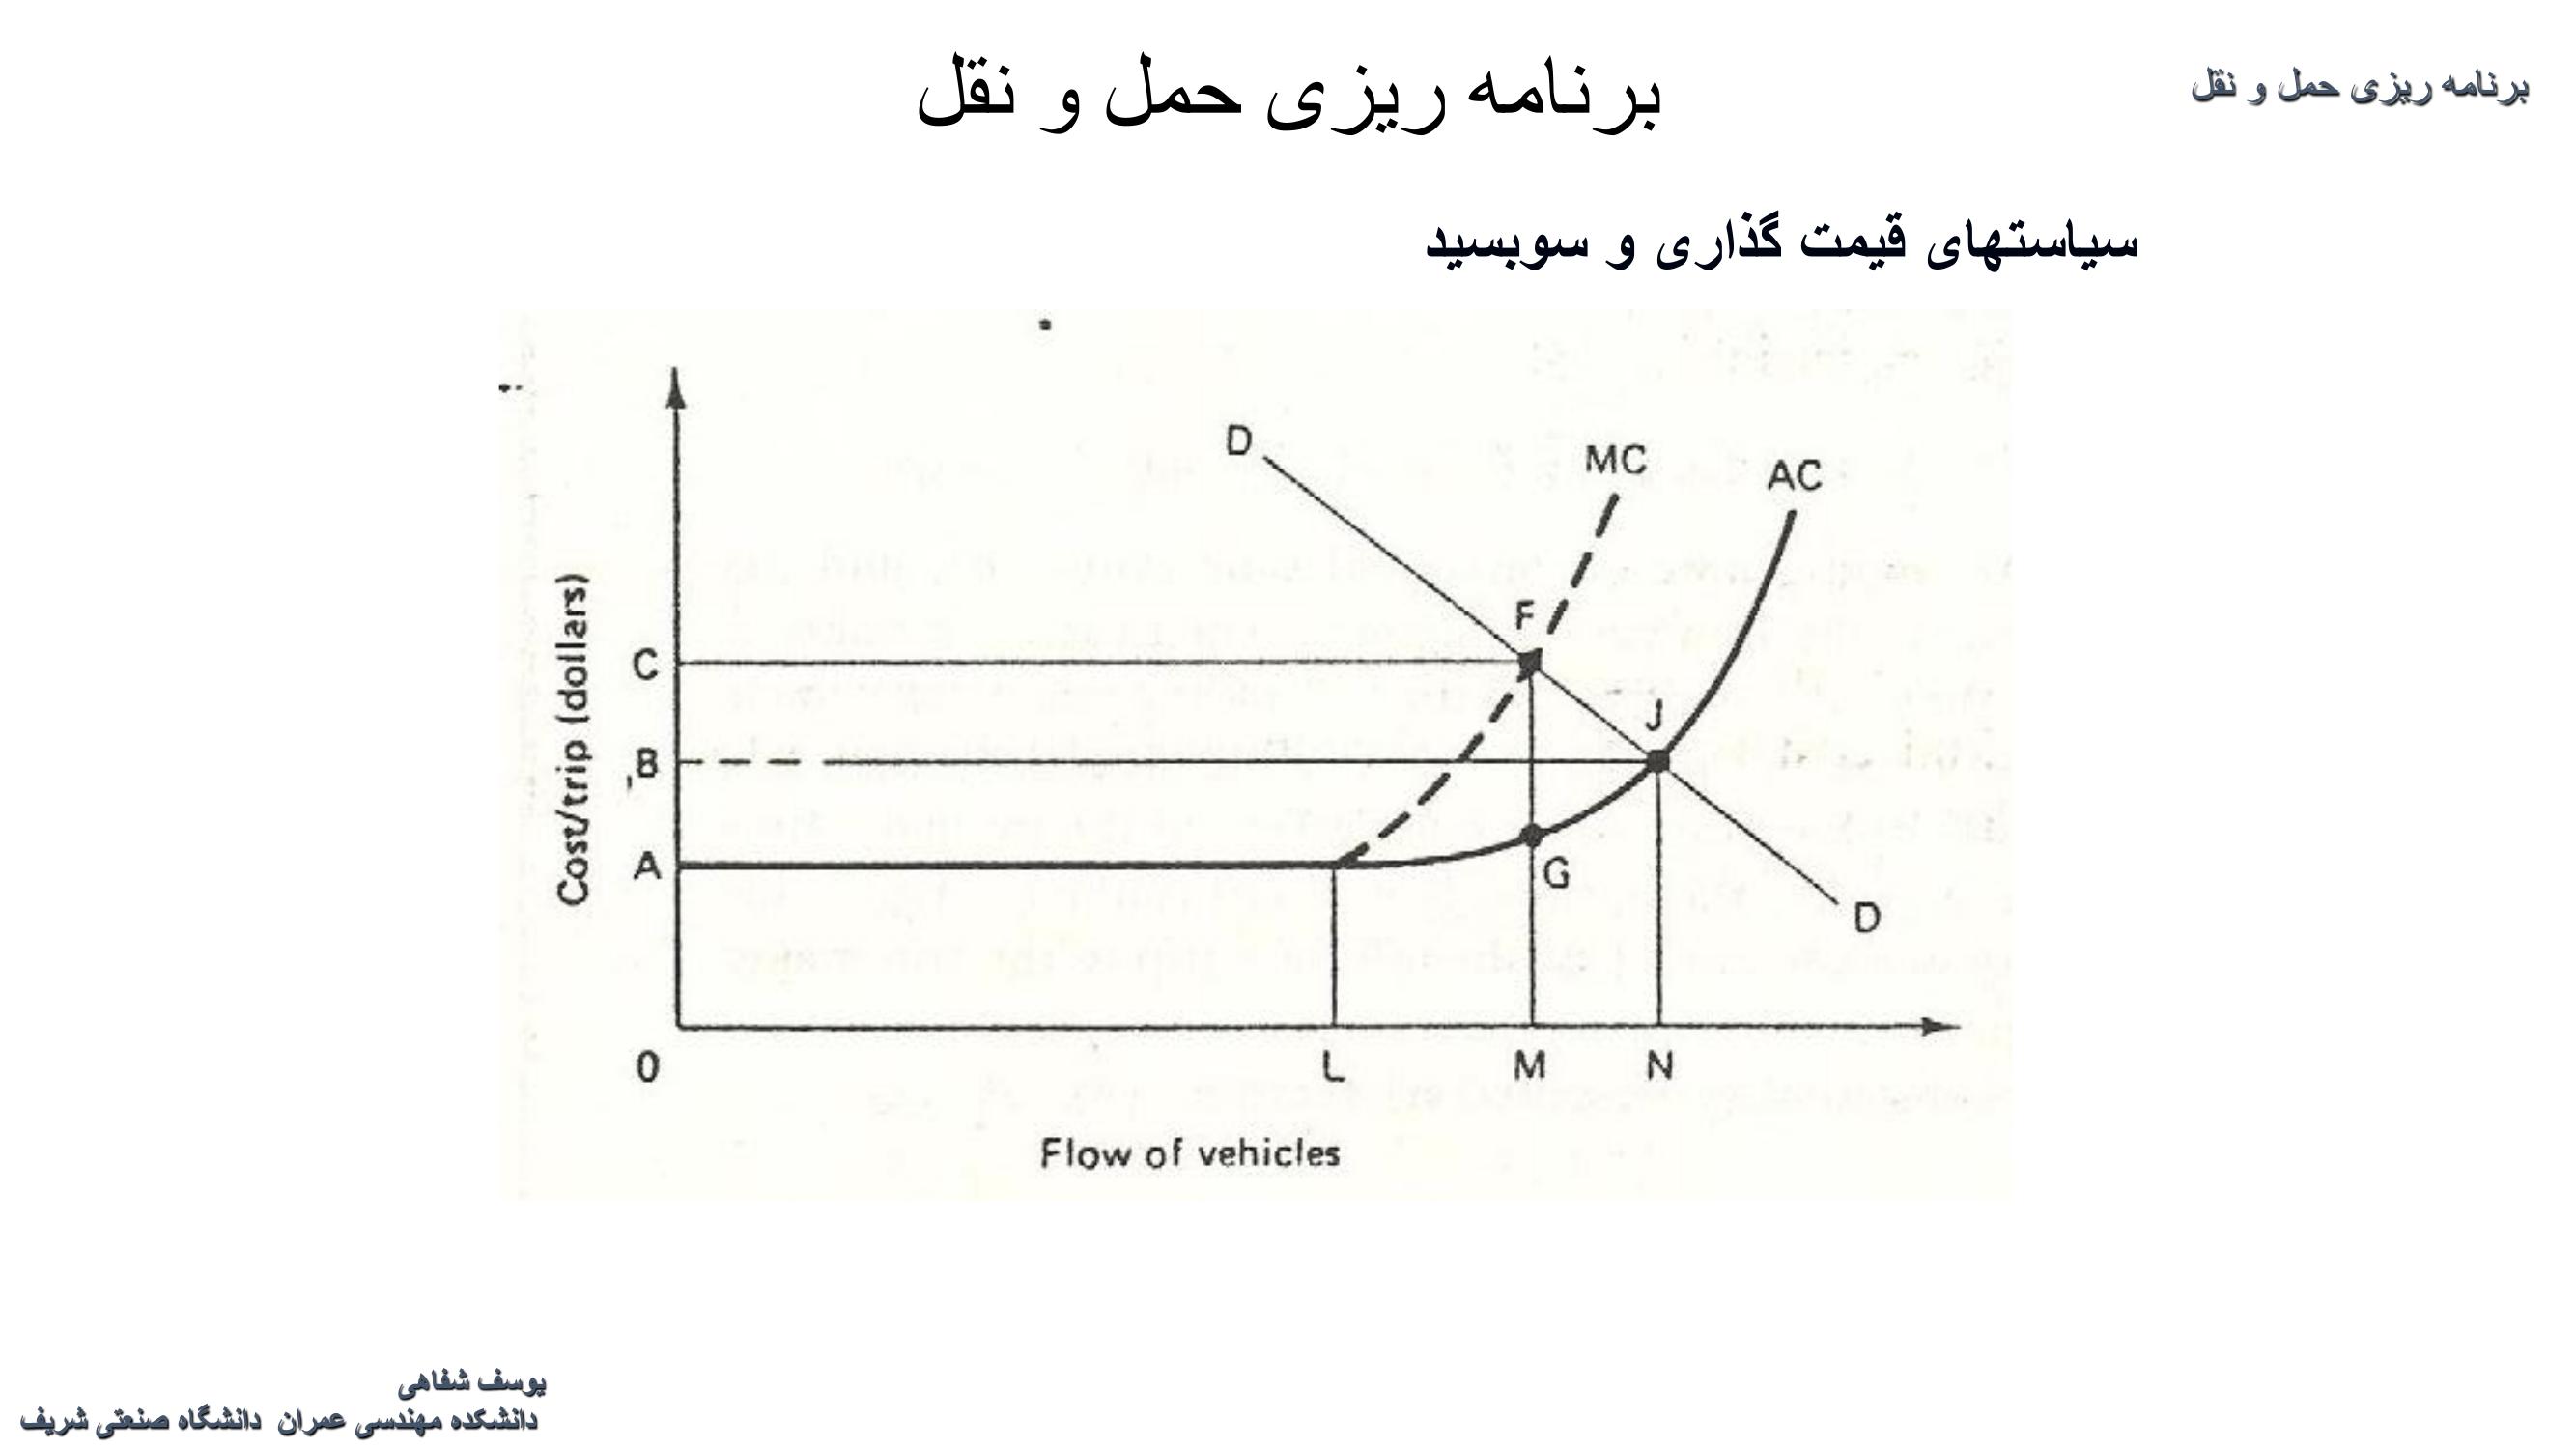 برنامه ریزی حمل و نقل
برنامه ریزی حمل و نقل
سیاستهای قیمت گذاری و سوبسید
D
MC
AC
F
C
J
B
A
G
D
Cost/trip (dollars)
0
L
M
N
Flow of vehicles
یوسف شفاهی
دانشکده مهندسی عمران دانشگاه صنعتی شریف